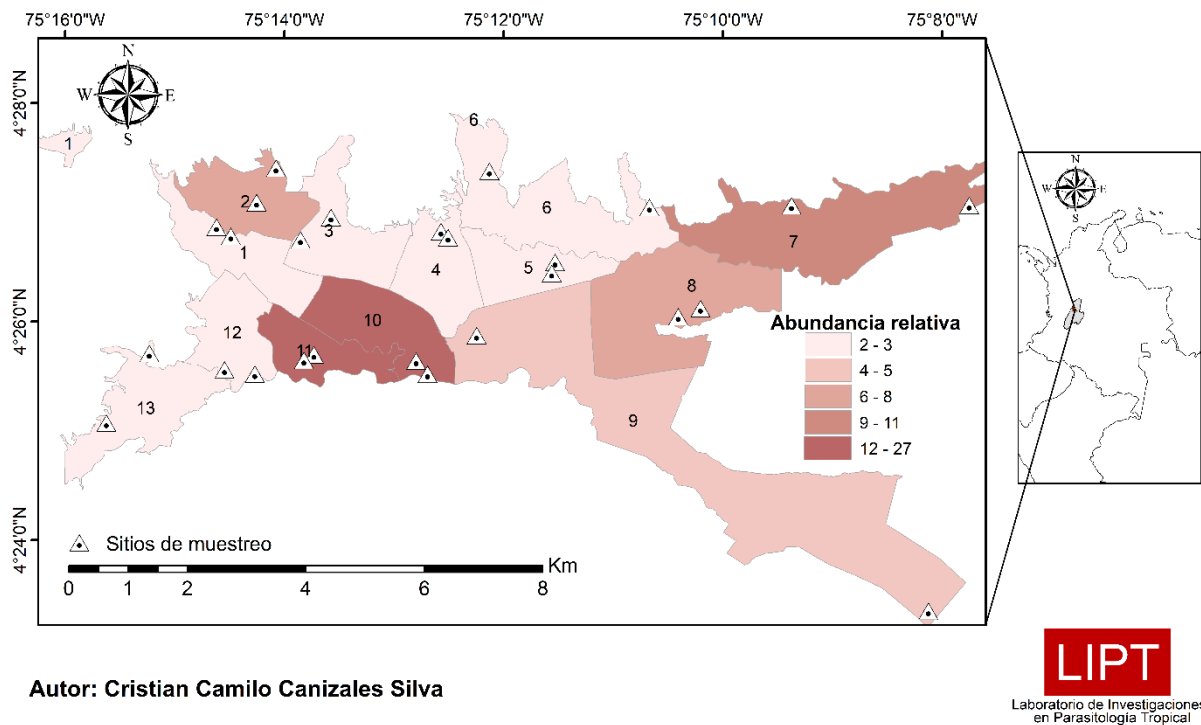 75°16'0"W 75°14'0"W 75°12'0"W 75°10'0"W 75°8'0"W
4°28'0"N
4°26'0"N
4°24'0"N
N
W E
S
1
6
2
6
3
1
7
4
5
8
10
12
11
13
9
Abundancia relativa
2 - 3
4 - 5
6 - 8
9 - 11
12 - 27
Sitios de muestreo
Km
0 1 2 4 6 8
N
W E
S
Autor: Cristian Camilo Canizales Silva
LIPT
Laboratorio de Investigaciones
en Parasitología Tropical